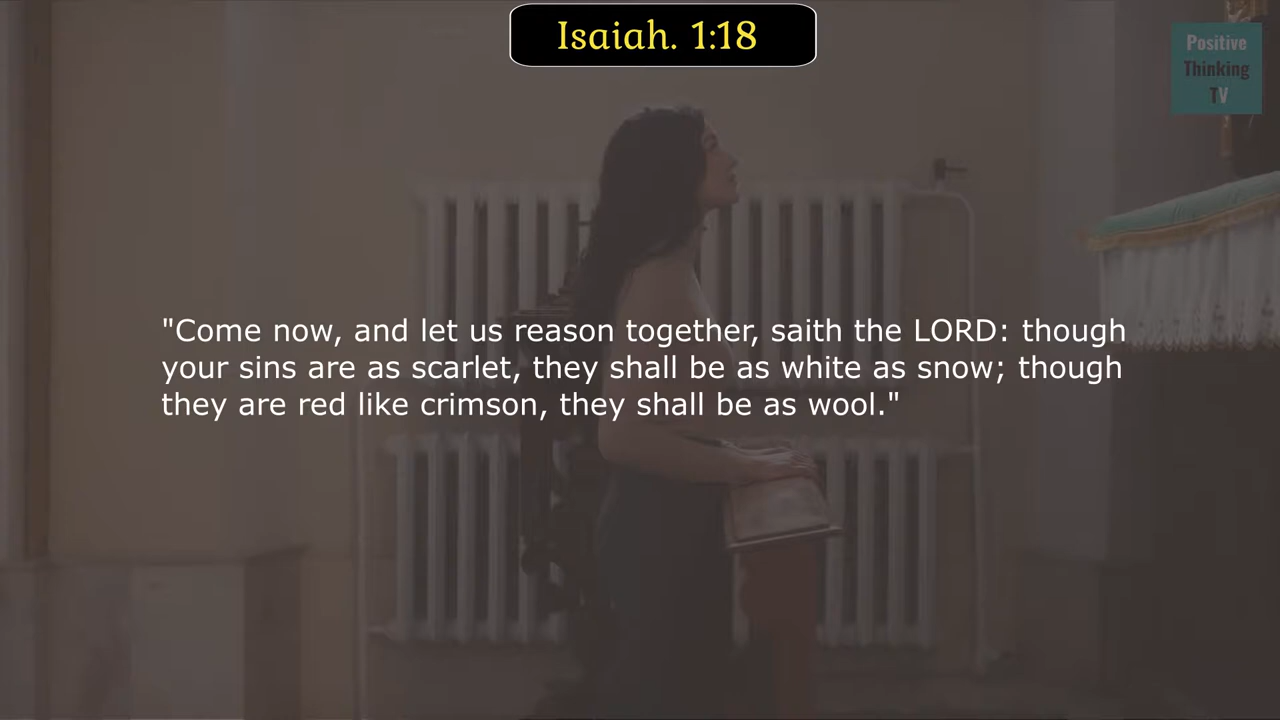 Isaiah. 1:18
Positive
Thinking
TV
"Come now, and let us reason together, saith the LORD: though
your sins are as scarlet, they shall be as white as snow; though
they are red like crimson, they shall be as wool."